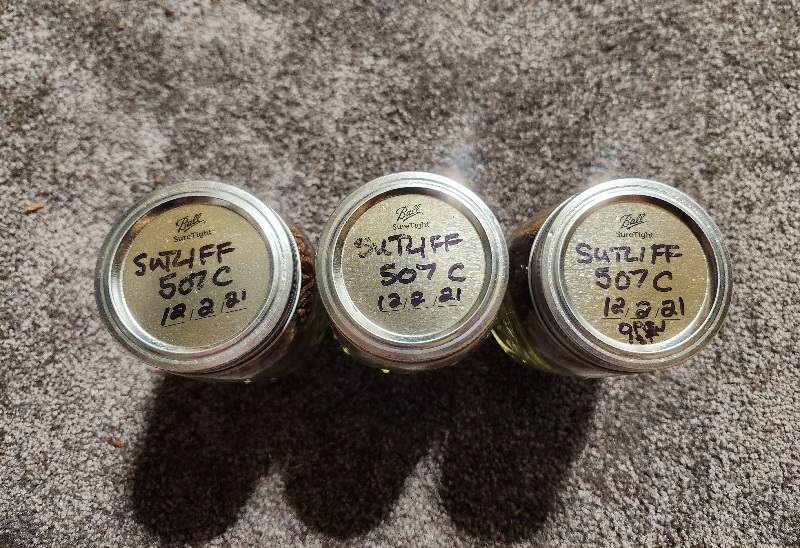 Ball
SureTight
SUTLIFF
507 C
12/2/21
Ball
SureTight
SUTLIFF
507 C
12/2/21
Ball
SureTight
SUTLIFF
507 C
12/2/21